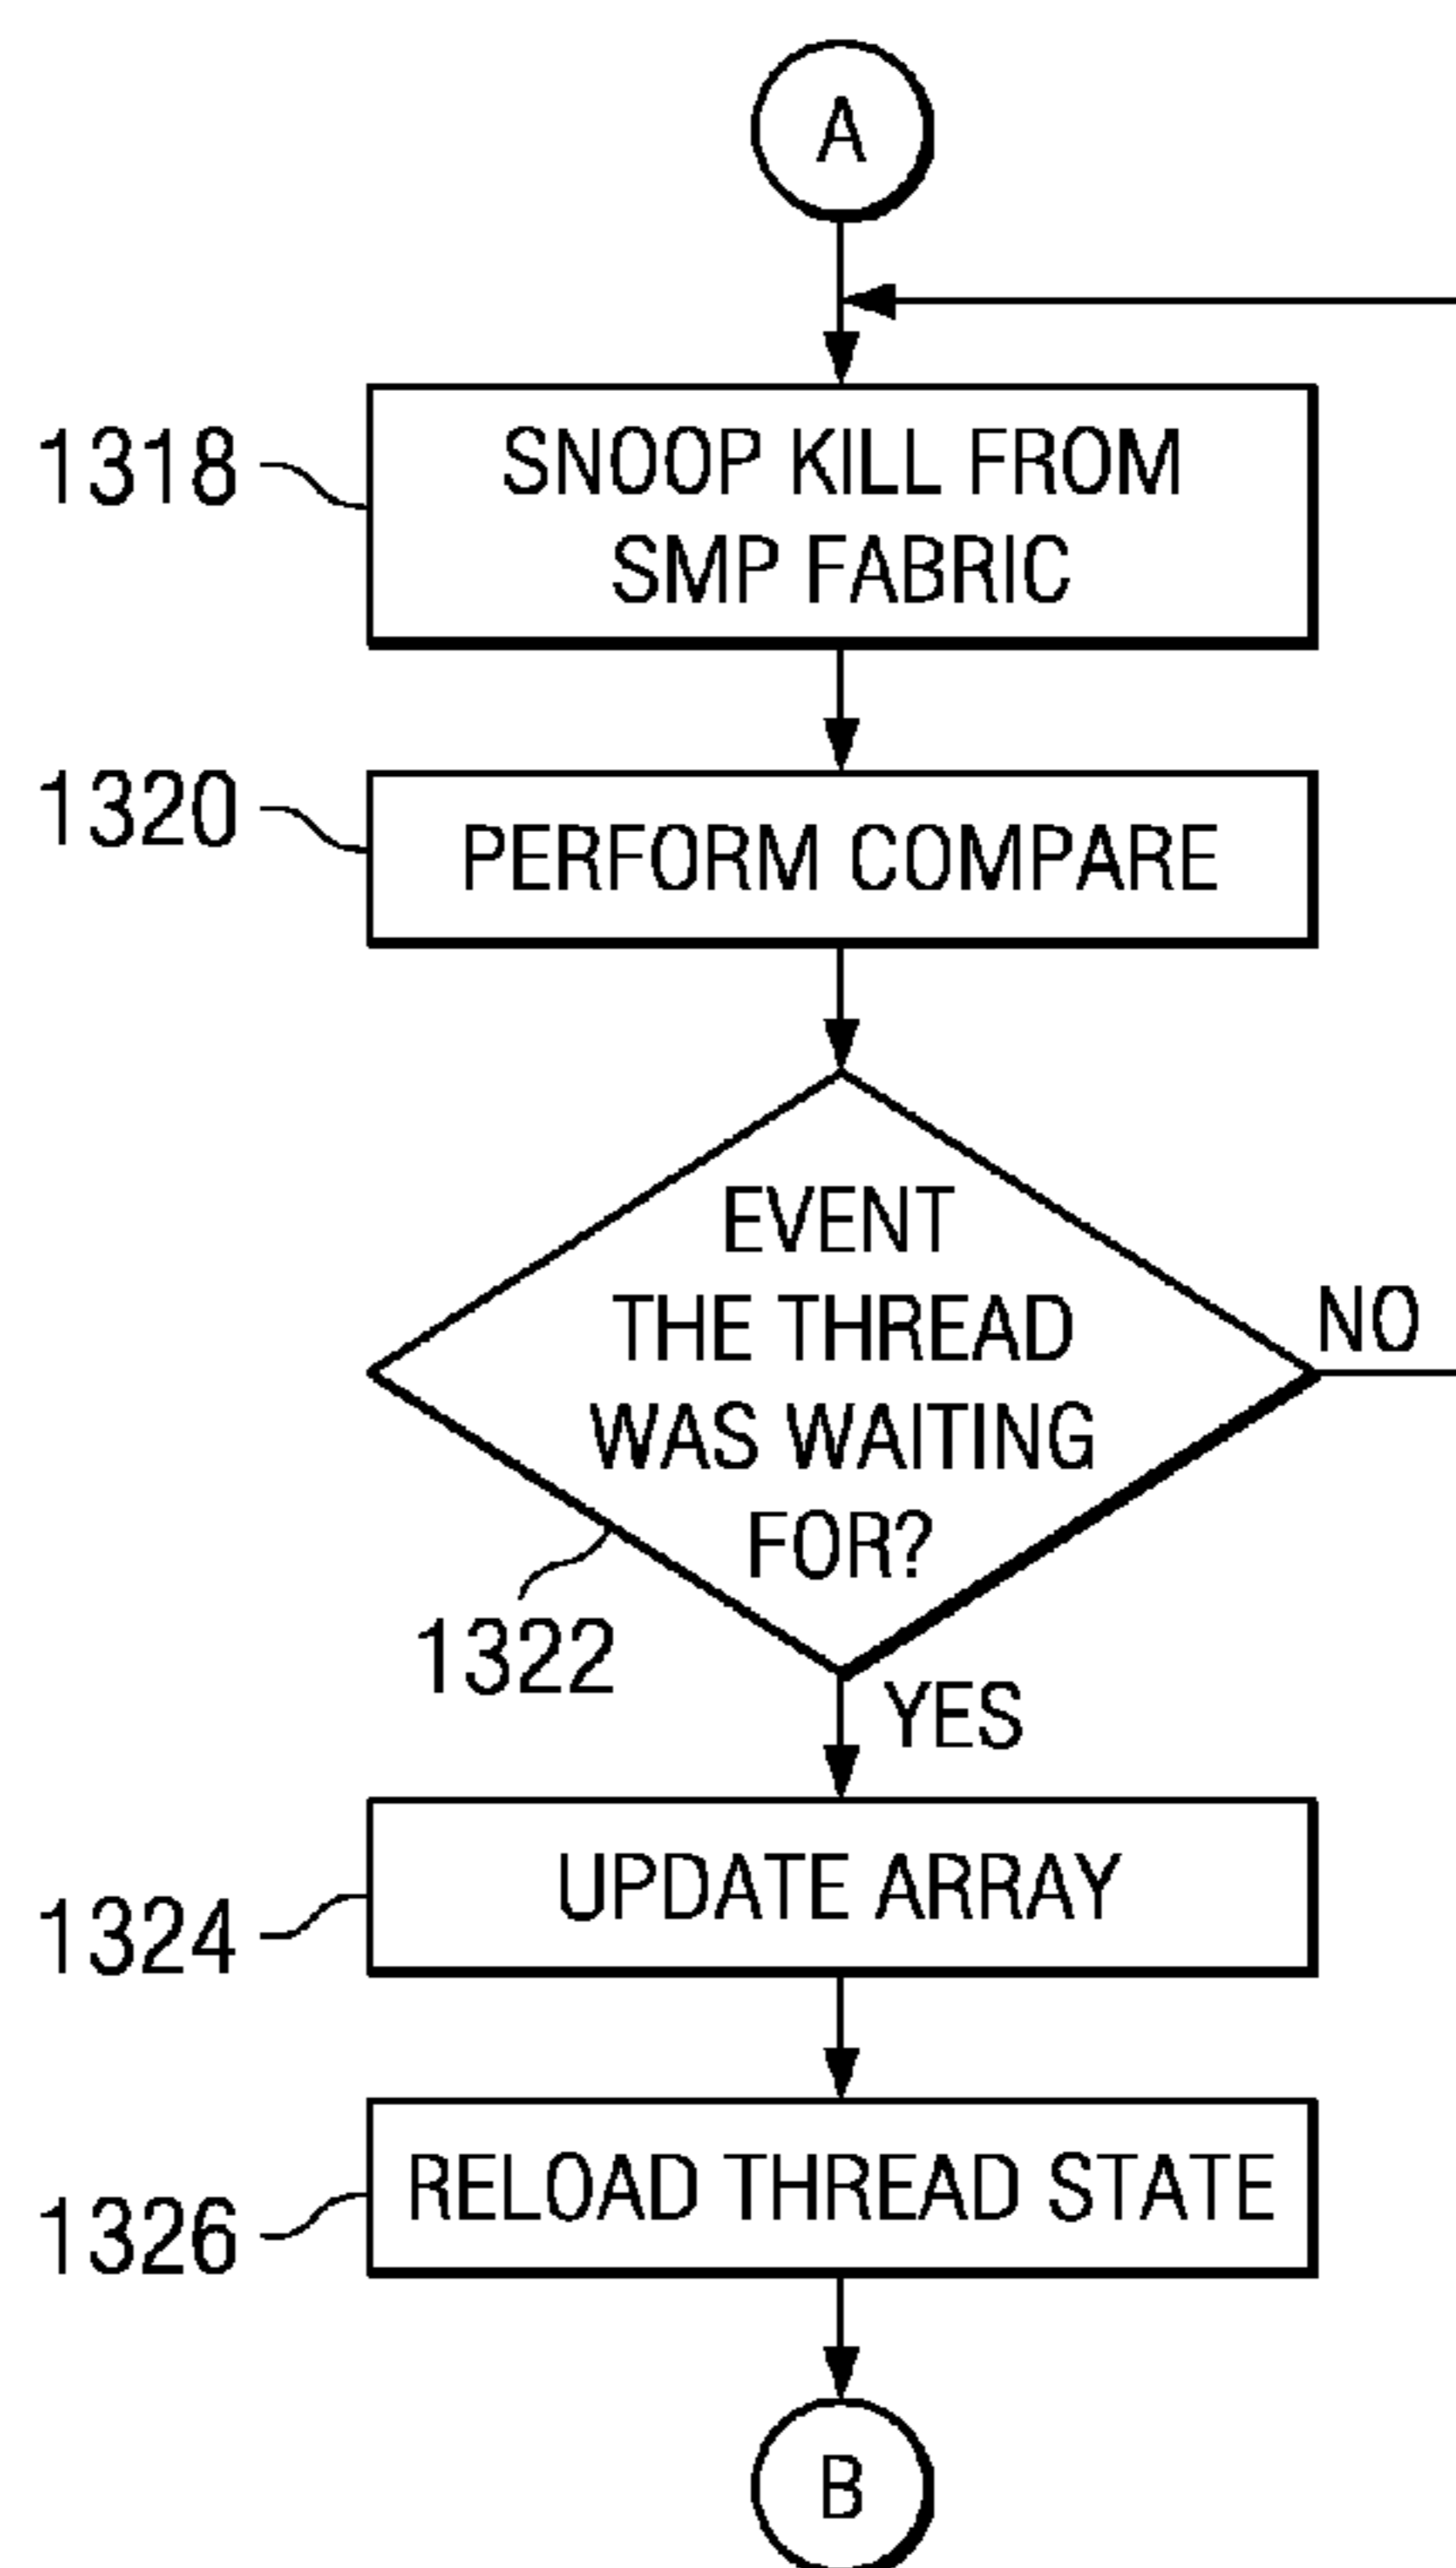 A
1318
SNOOP KILL FROM
SMP FABRIC
1320
PERFORM COMPARE
EVENT
THE THREAD
WAS WAITING
FOR?
NO
1322
YES
1324
UPDATE ARRAY
1326
RELOAD THREAD STATE
B